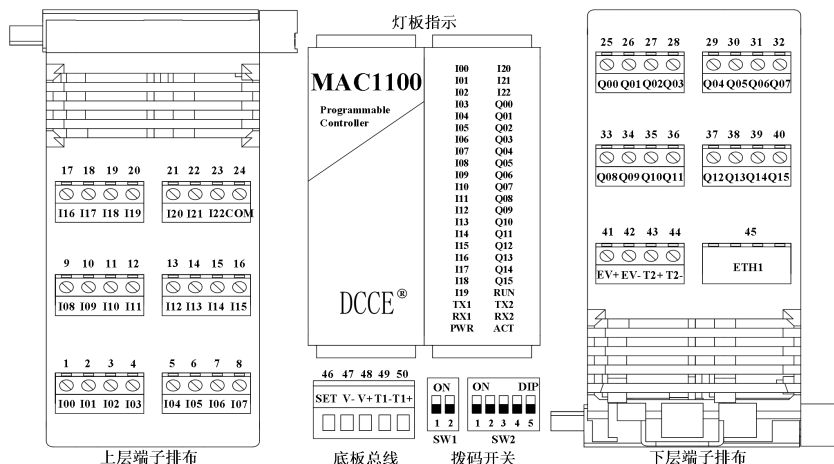 灯板指示
17 18 19 20 21 22 23 24
I16 I17 I18 I19 I20 I21 I22 COM
9 10 11 12 13 14 15 16
I08 I09 I10 I11 I12 I13 I14 I15
1 2 3 4 5 6 7 8
I00 I01 I02 I03 I04 I05 I06 I07
上层端子排布
MAC1100
Programmable
Controller
DCCE®
I00 I20
I01 I21
I02 I22
I03 Q00
I04 Q01
I05 Q02
I06 Q03
I07 Q04
I08 Q05
I09 Q06
I10 Q07
I11 Q08
I12 Q09
I13 Q10
I14 Q11
I15 Q12
I16 Q13
I17 Q14
I18 Q15
I19 RUN
TX1 TX2
RX1 RX2
PWR ACT
46 47 48 49 50
SET V- V+ T1- T1+
底板总线
ON
1 2
SW1
ON DIP
1 2 3 4 5
SW2
拨码开关
25 26 27 28 29 30 31 32
Q00 Q01 Q02 Q03 Q04 Q05 Q06 Q07
33 34 35 36 37 38 39 40
Q08 Q09 Q10 Q11 Q12 Q13 Q14 Q15
41 42 43 44 45
EV+ EV- T2+ T2- ETH1
下层端子排布